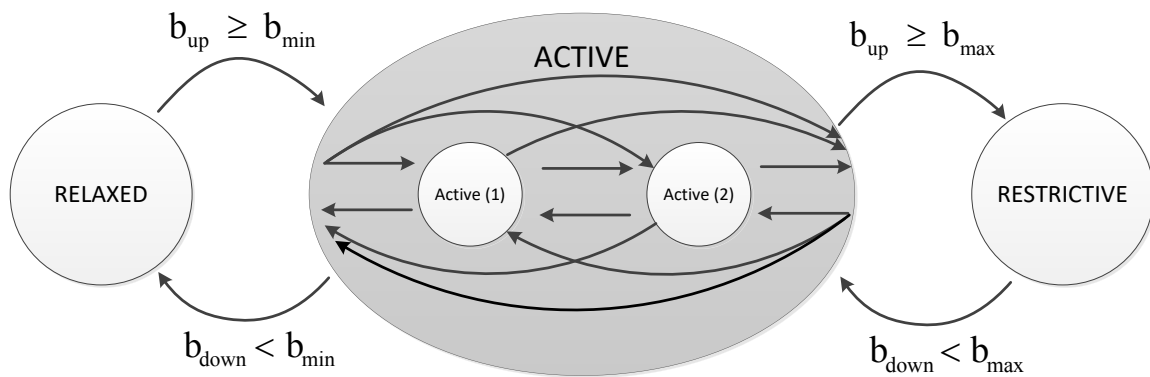 b_up ≥ b_min
ACTIVE
b_up ≥ b_max
RELAXED
Active (1)
Active (2)
RESTRICTIVE
b_down < b_min
b_down < b_max